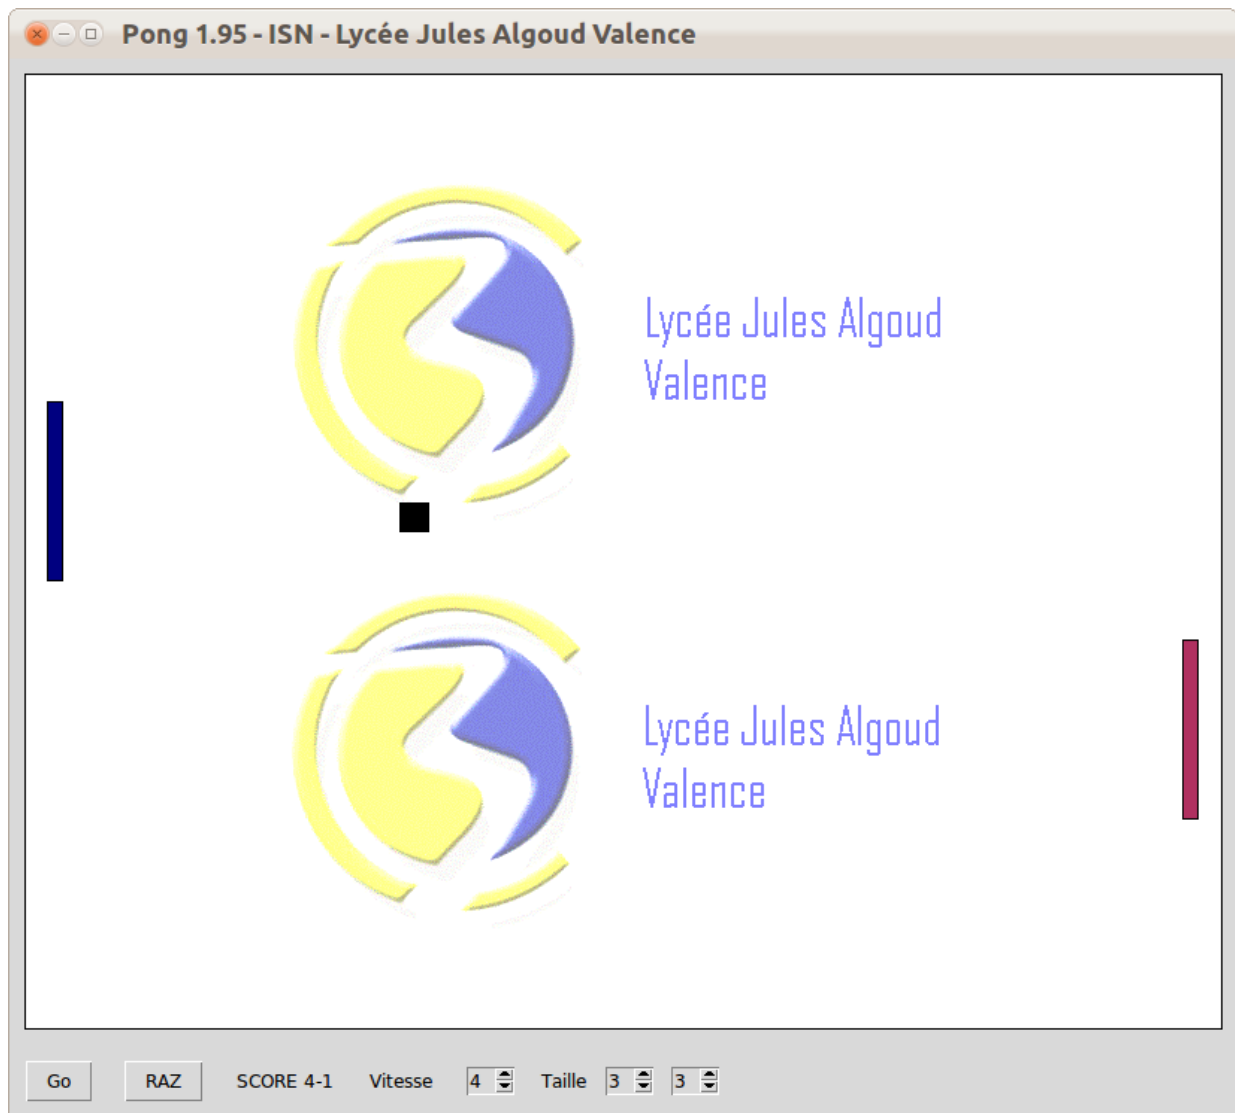 Pong 1.95 - ISN - Lycée Jules Algoud Valence
Lycée Jules Algoud
Valence
Lycée Jules Algoud
Valence
Go RAZ SCORE 4-1 Vitesse 4 Taille 3 3